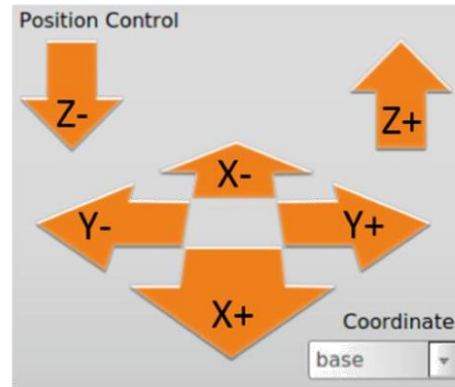 Position Control
Z-
Z+
X-
Y-
Y+
X+
Coordinate
base